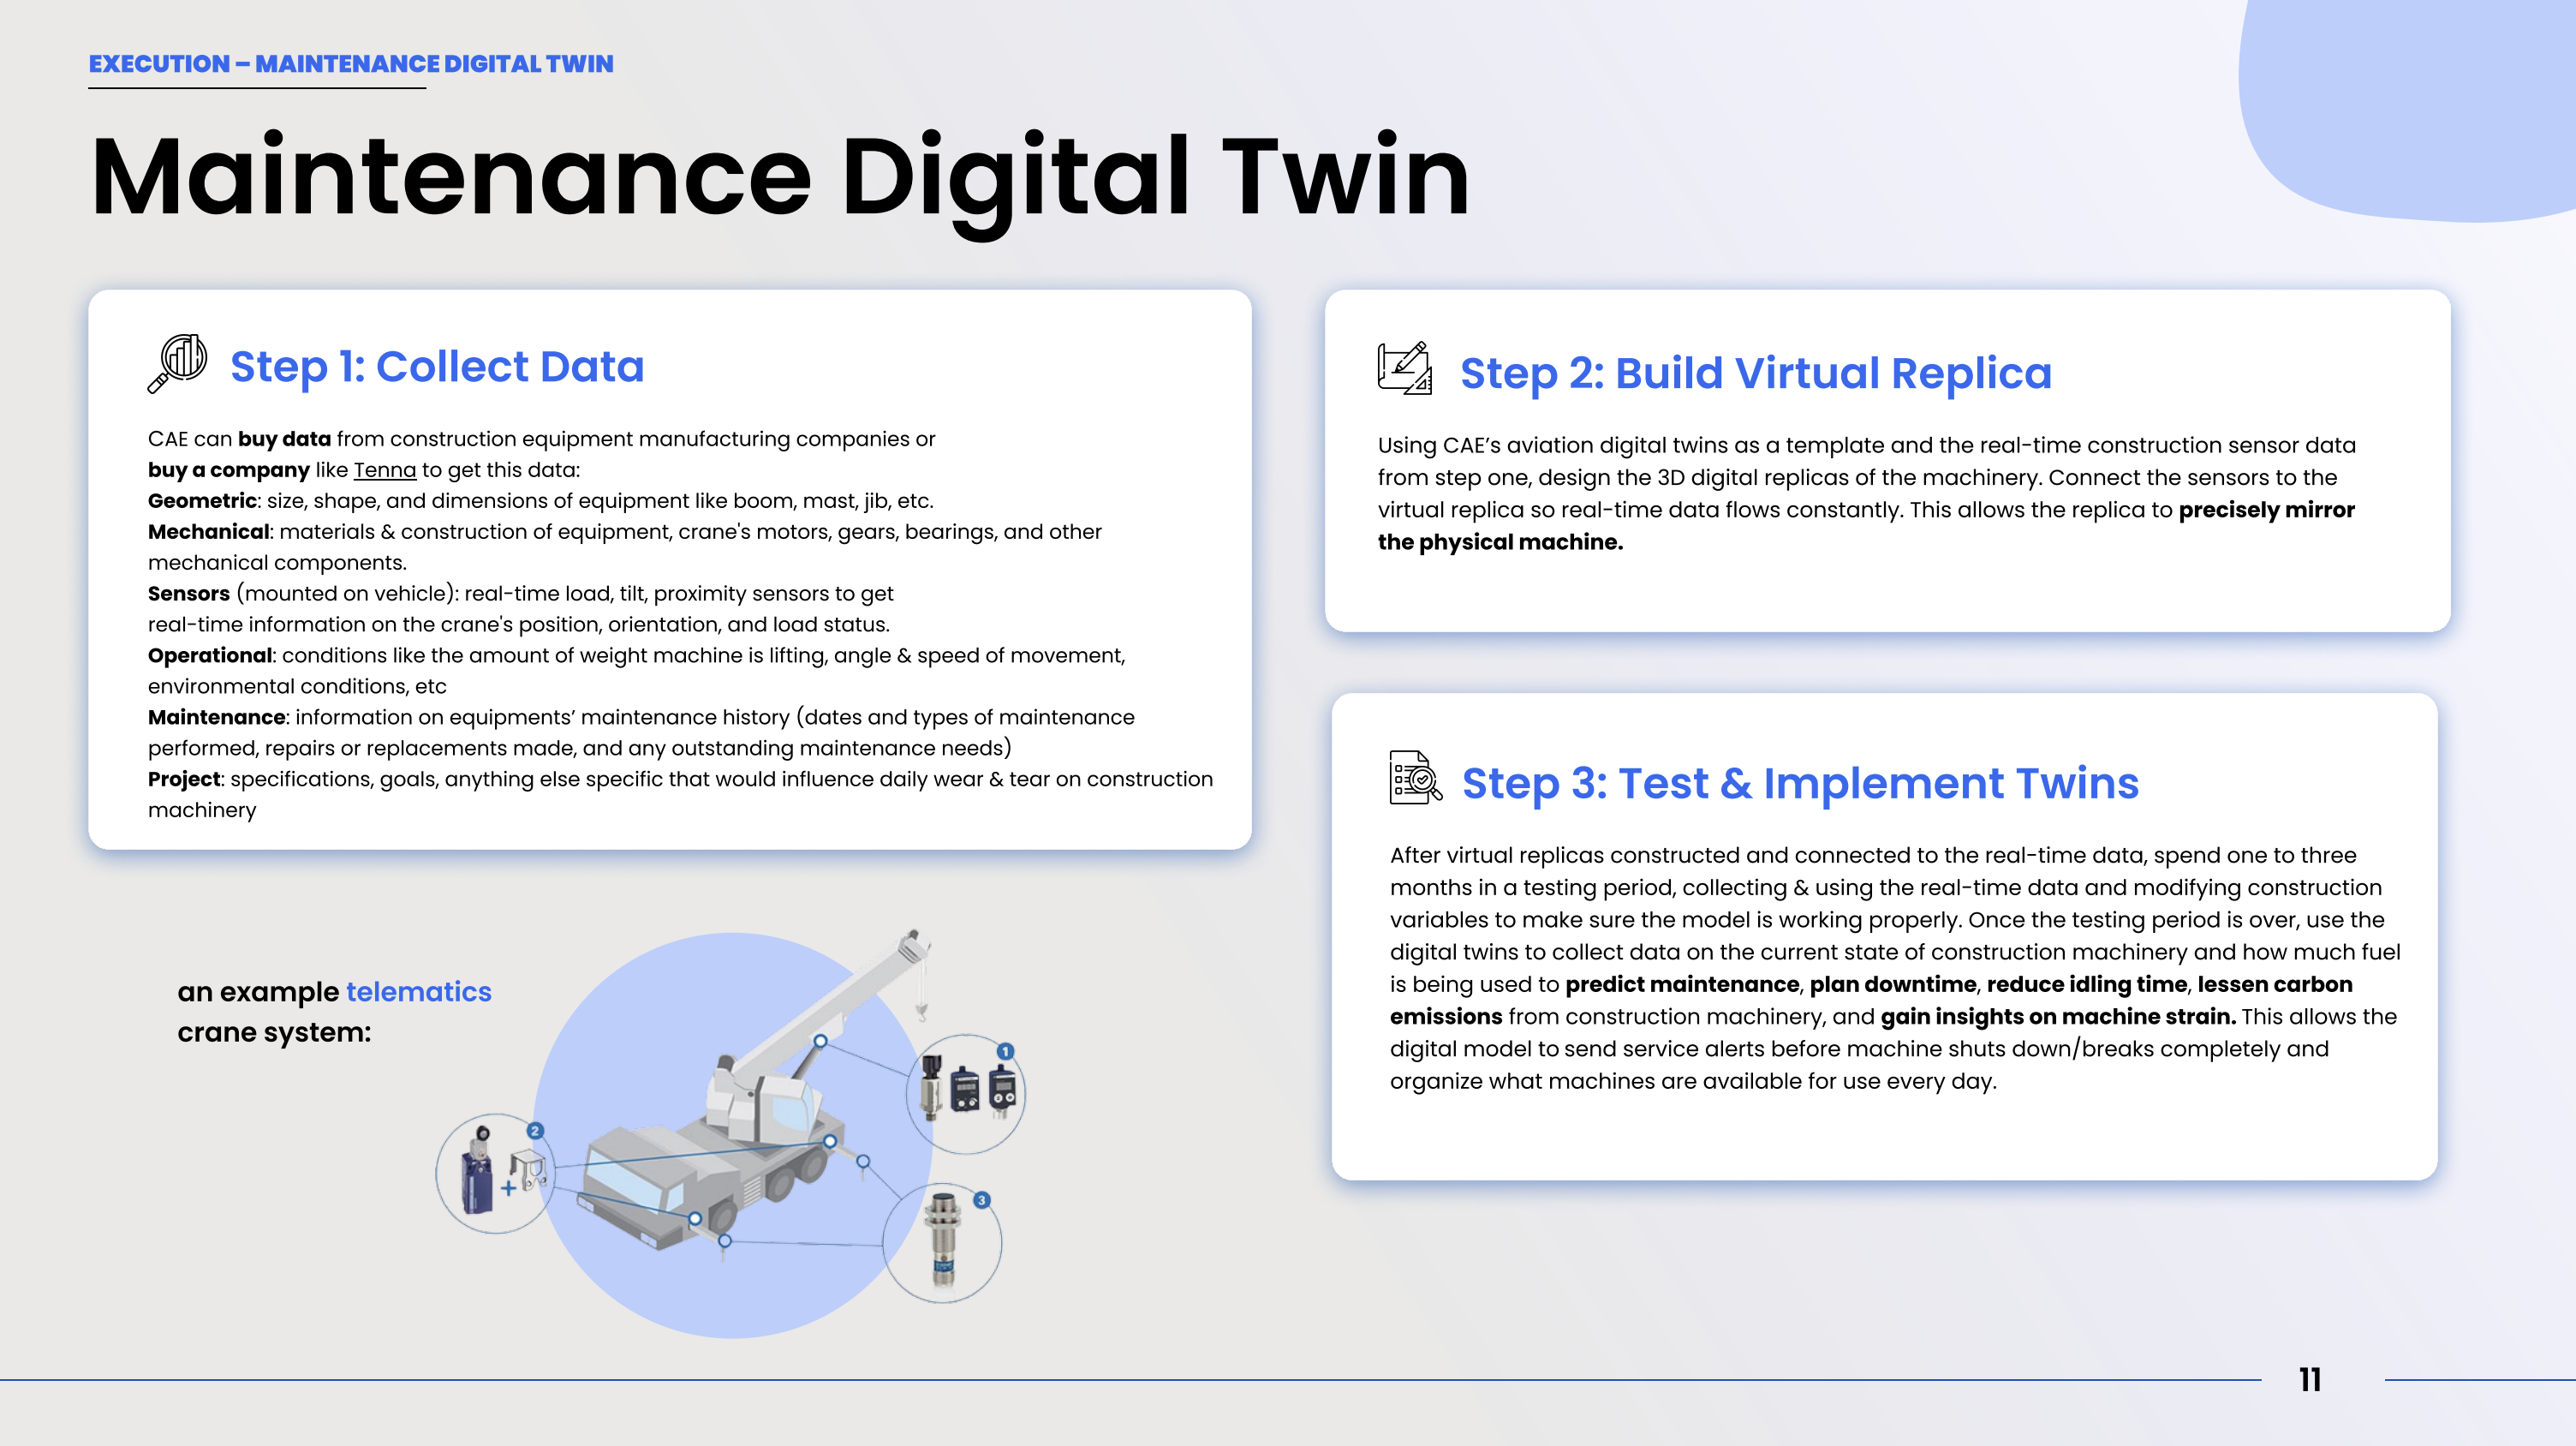 EXECUTION – MAINTENANCE DIGITAL TWIN
Maintenance Digital Twin
Step 1: Collect Data
CAE can buy data from construction equipment manufacturing companies or
buy a company like Tenna to get this data:
Geometric: size, shape, and dimensions of equipment like boom, mast, jib, etc.
Mechanical: materials & construction of equipment, crane's motors, gears, bearings, and other
mechanical components.
Sensors (mounted on vehicle): real-time load, tilt, proximity sensors to get
real-time information on the crane's position, orientation, and load status.
Operational: conditions like the amount of weight machine is lifting, angle & speed of movement,
environmental conditions, etc
Maintenance: information on equipments’ maintenance history (dates and types of maintenance
performed, repairs or replacements made, and any outstanding maintenance needs)
Project: specifications, goals, anything else specific that would influence daily wear & tear on construction
machinery
an example telematics
crane system:
1
2
3
Step 2: Build Virtual Replica
Using CAE’s aviation digital twins as a template and the real-time construction sensor data
from step one, design the 3D digital replicas of the machinery. Connect the sensors to the
virtual replica so real-time data flows constantly. This allows the replica to precisely mirror
the physical machine.
Step 3: Test & Implement Twins
After virtual replicas constructed and connected to the real-time data, spend one to three
months in a testing period, collecting & using the real-time data and modifying construction
variables to make sure the model is working properly. Once the testing period is over, use the
digital twins to collect data on the current state of construction machinery and how much fuel
is being used to predict maintenance, plan downtime, reduce idling time, lessen carbon
emissions from construction machinery, and gain insights on machine strain. This allows the
digital model to send service alerts before machine shuts down/breaks completely and
organize what machines are available for use every day.
11